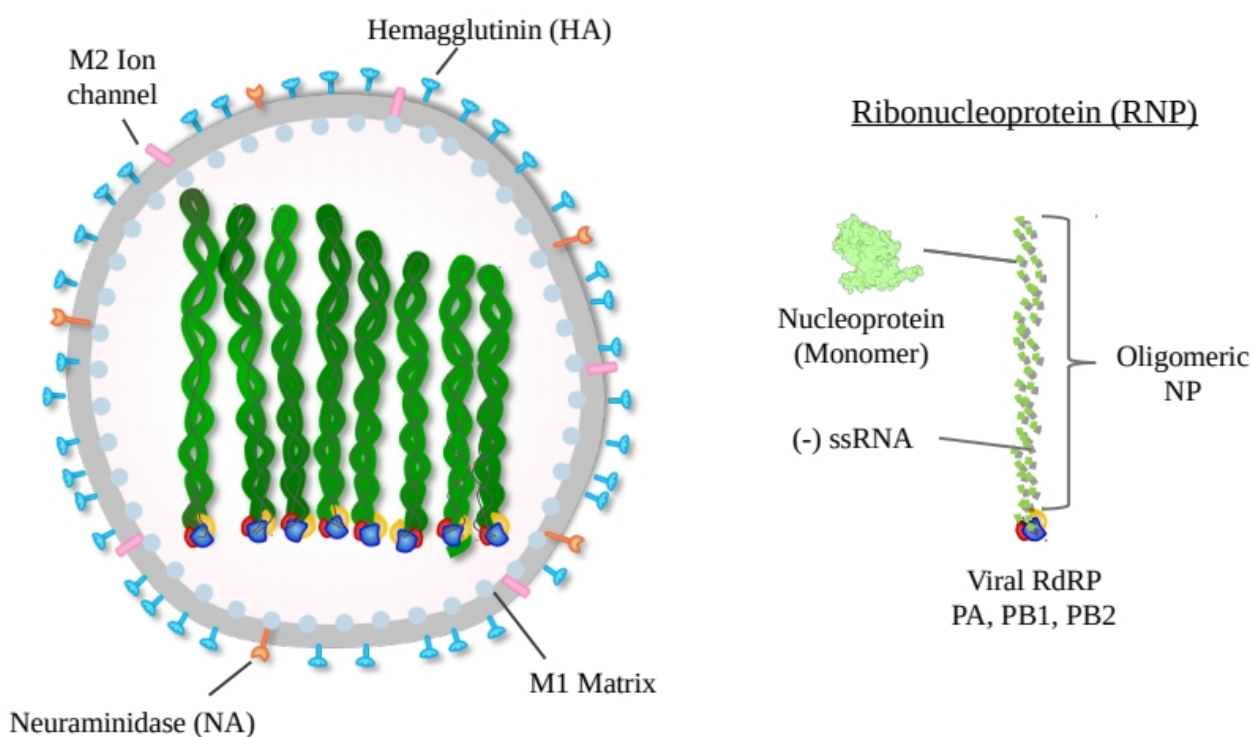 Hemagglutinin (HA)
M2 Ion
channel
Neuraminidase (NA)
M1 Matrix
Ribonucleoprotein (RNP)
Nucleoprotein
(Monomer)
(-) ssRNA
Oligomeric
NP
Viral RdRP
PA, PB1, PB2